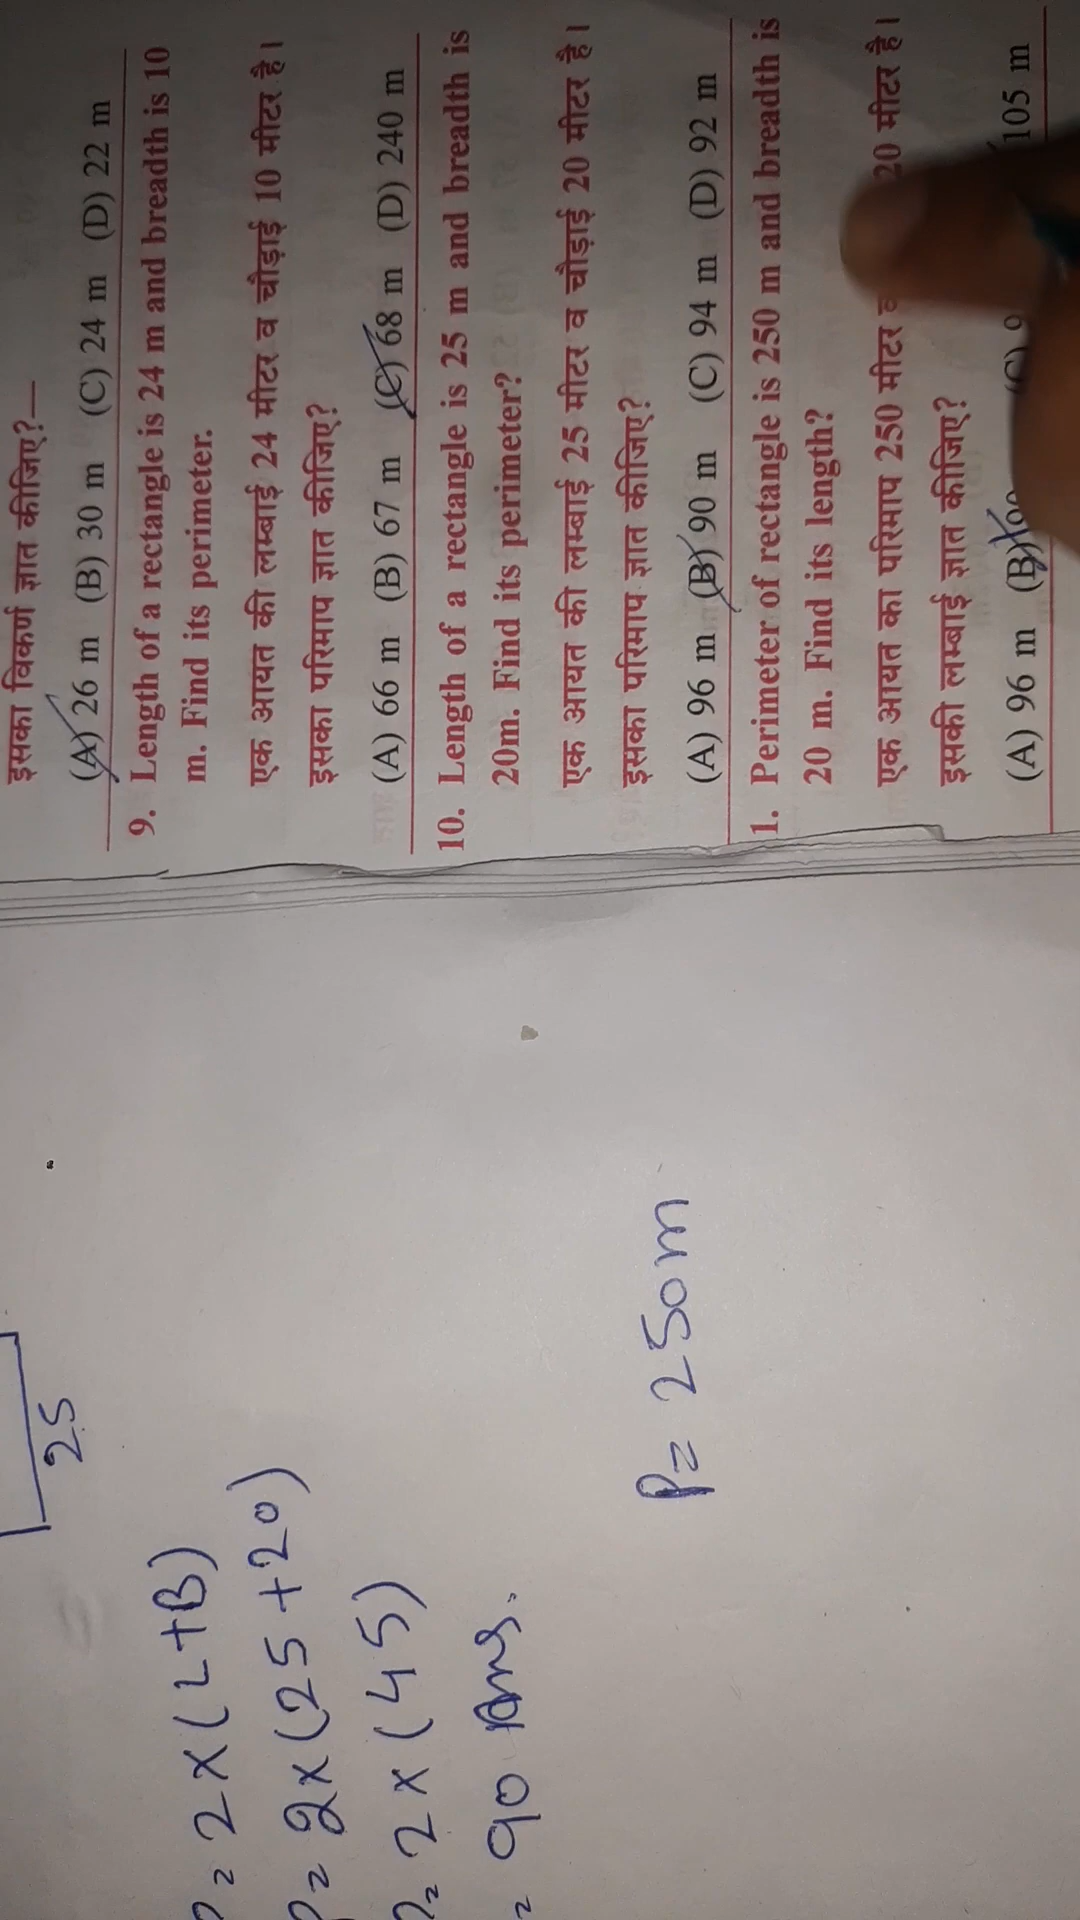 इसका विकर्ण ज्ञात कीजिए?—
(A) 26 m (B) 30 m (C) 24 m (D) 22 m
9. Length of a rectangle is 24 m and breadth is 10
m. Find its perimeter.
एक आयत की लम्बाई 24 मीटर व चौड़ाई 10 मीटर है।
इसका परिमाप ज्ञात कीजिए?
(A) 66 m (B) 67 m (C) 68 m (D) 240 m
10. Length of a rectangle is 25 m and breadth is
20m. Find its perimeter?
एक आयत की लम्बाई 25 मीटर व चौड़ाई 20 मीटर है।
इसका परिमाप ज्ञात कीजिए?
(A) 96 m (B) 90 m (C) 94 m (D) 92 m
1. Perimeter of rectangle is 250 m and breadth is
20 m. Find its length?
एक आयत का परिमाप 250 मीटर व 20 मीटर है।
इसकी लम्बाई ज्ञात कीजिए?
(A) 96 m (B) (C) 105 m
25
P = 2 × (L+B)
P = 2 × (25 + 20)
P = 2 × (45)
= 90 Ans.
P = 250 m